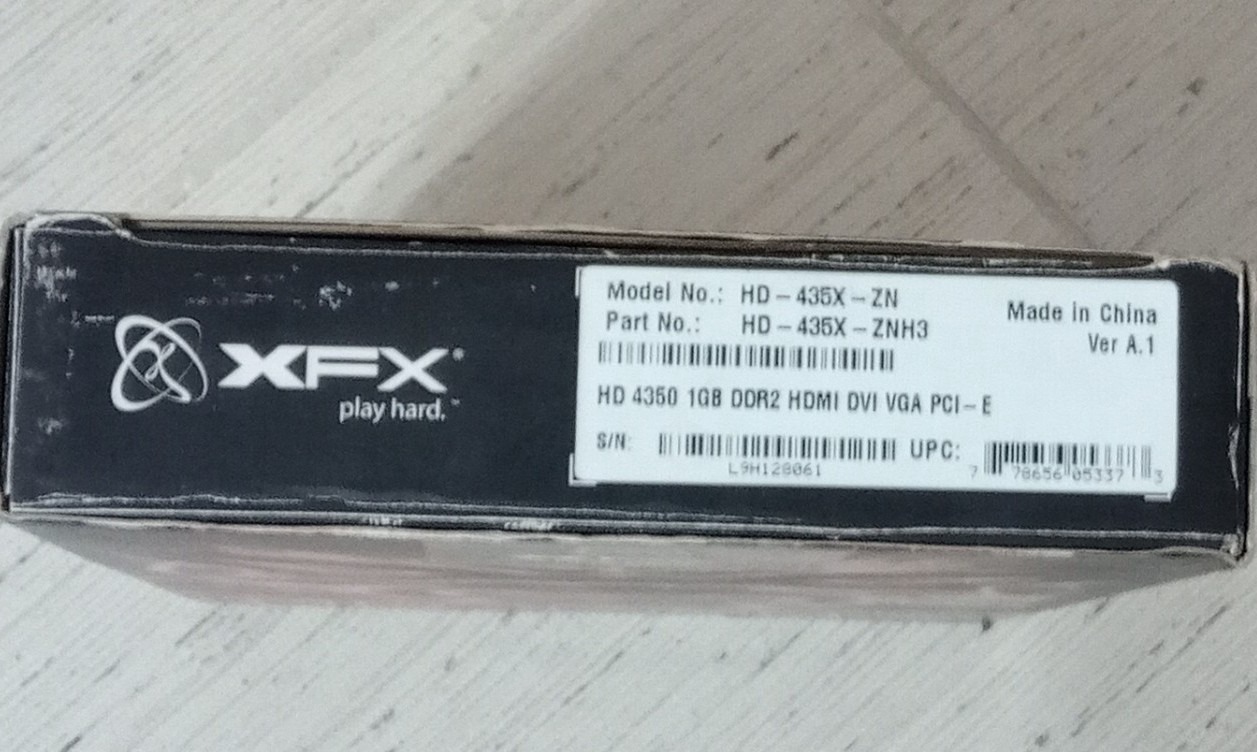 XFX®
play hard.™
Model No.: HD-435X-ZN
Part No.: HD-435X-ZNH3
Made in China
Ver A.1
HD 4350 1GB DDR2 HDMI DVI VGA PCI-E
S/N:
L9H128061
UPC:
7 78656 05337 3